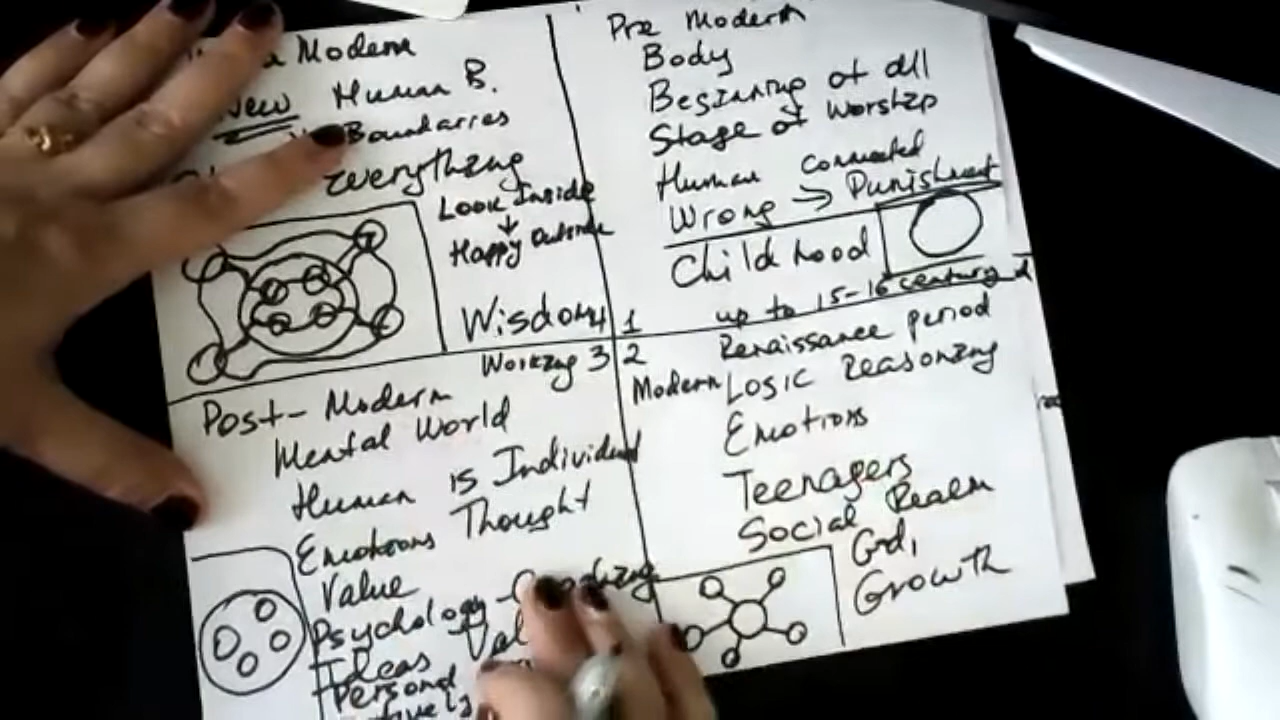 Modern
New Human B.
Boundarres
Everything
Look Inside
↓
Happy Outside
Wisdom 4
Pre Modern
Body
Beginning of all
Stage of Worship
Human connected
Wrong → Punishment
Childhood
up to 15-16 century
1
Working 3
Post-Modern
Mental World
Human is Individual
Emotions Thought
Value
Psychology
Ideas
Personal
2
Renaissance period
Modern Logic Reasoning
Emotions
Teenagers
Social Realm
God,
Growth